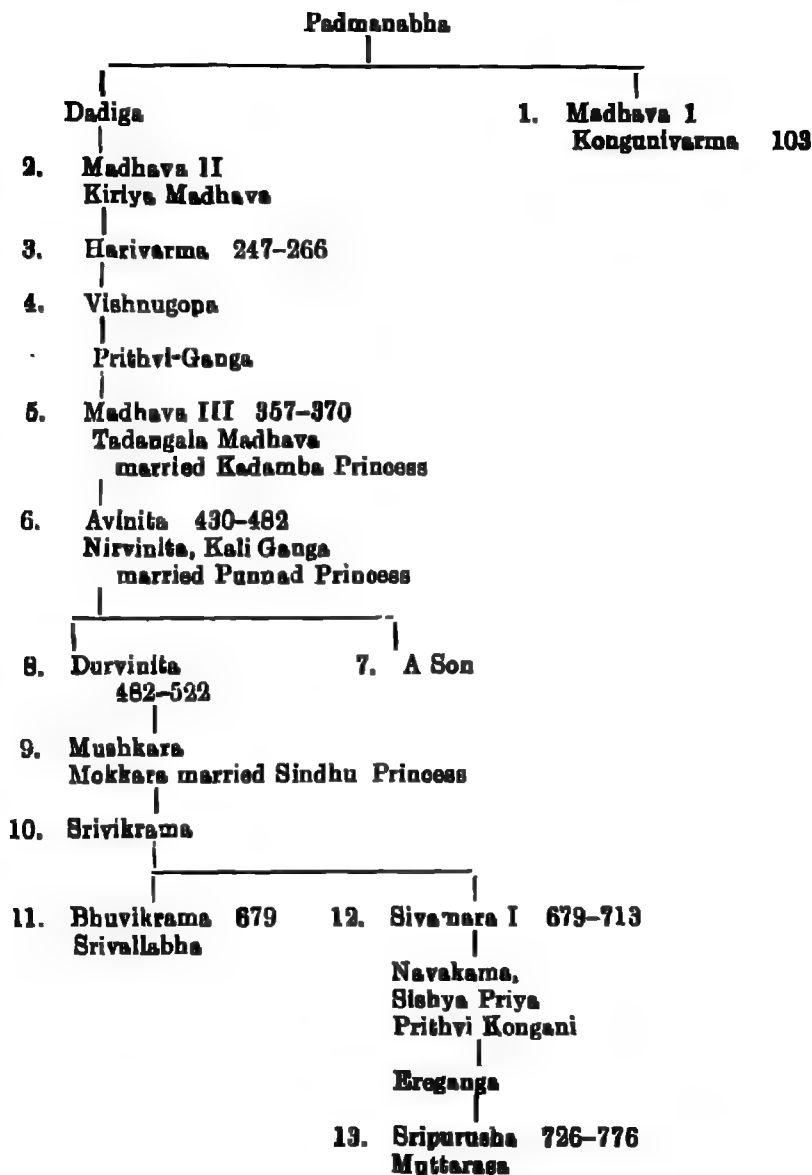 Padmanabha
Dadiga
1. Madhava 1
Kongunivarma 103
2. Madhava II
Kiriya Madhava
3. Harivarma 247-266
4. Vishnugopa
Prithvi-Ganga
5. Madhava III 357-370
Tadangala Madhava
married Kadamba Princess
6. Avinita 430-482
Nirvinita, Kali Ganga
married Punnad Princess
8. Durvinita
482-522
7. A Son
9. Mushkara
Mokkara married Sindhu Princess
10. Srivikrama
11. Bhuvikrama 679
Srivallabha
12. Sivamara I 679-713
Navakama,
Sishya Priya
Prithvi Kongani
Ereganga
13. Sripurusha 726-776
Muttarasa